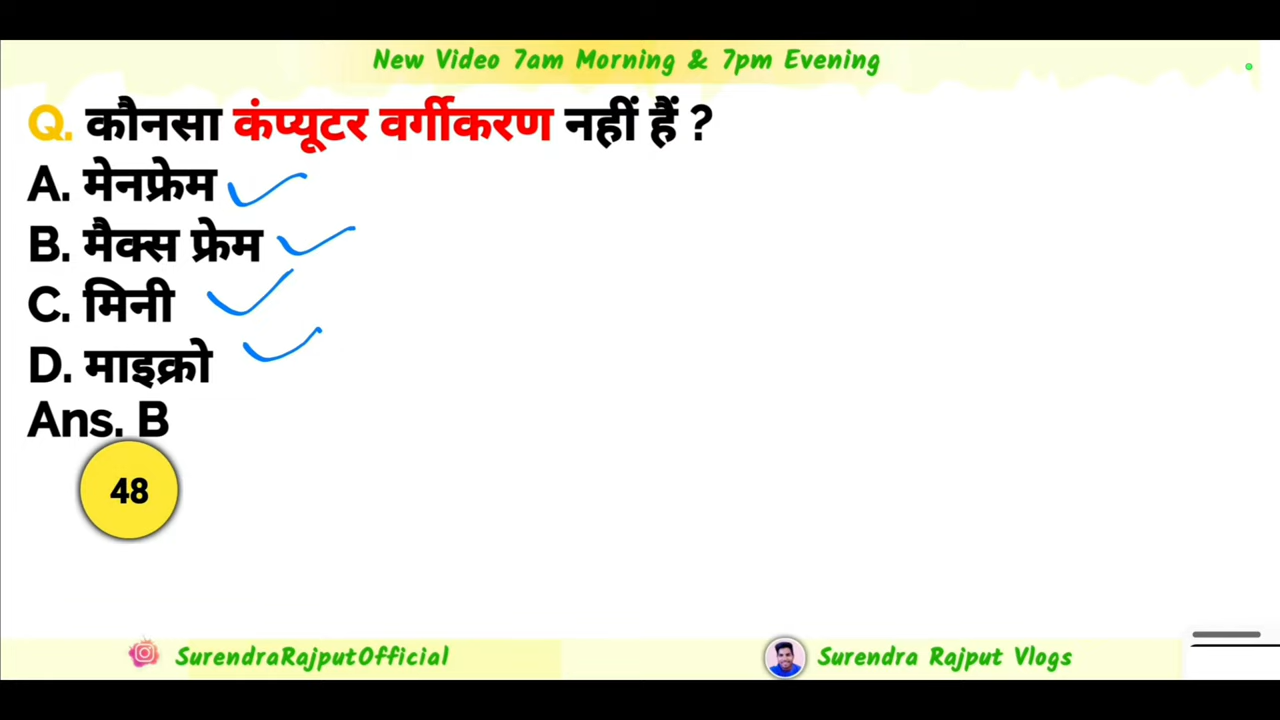 New Video 7am Morning & 7pm Evening
Q. कौनसा कंप्यूटर वर्गीकरण नहीं हैं ?
A. मेनफ्रेम
B. मैक्स फ्रेम
C. मिनी
D. माइक्रो
Ans. B
48
SurendraRajputOfficial
Surendra Rajput Vlogs